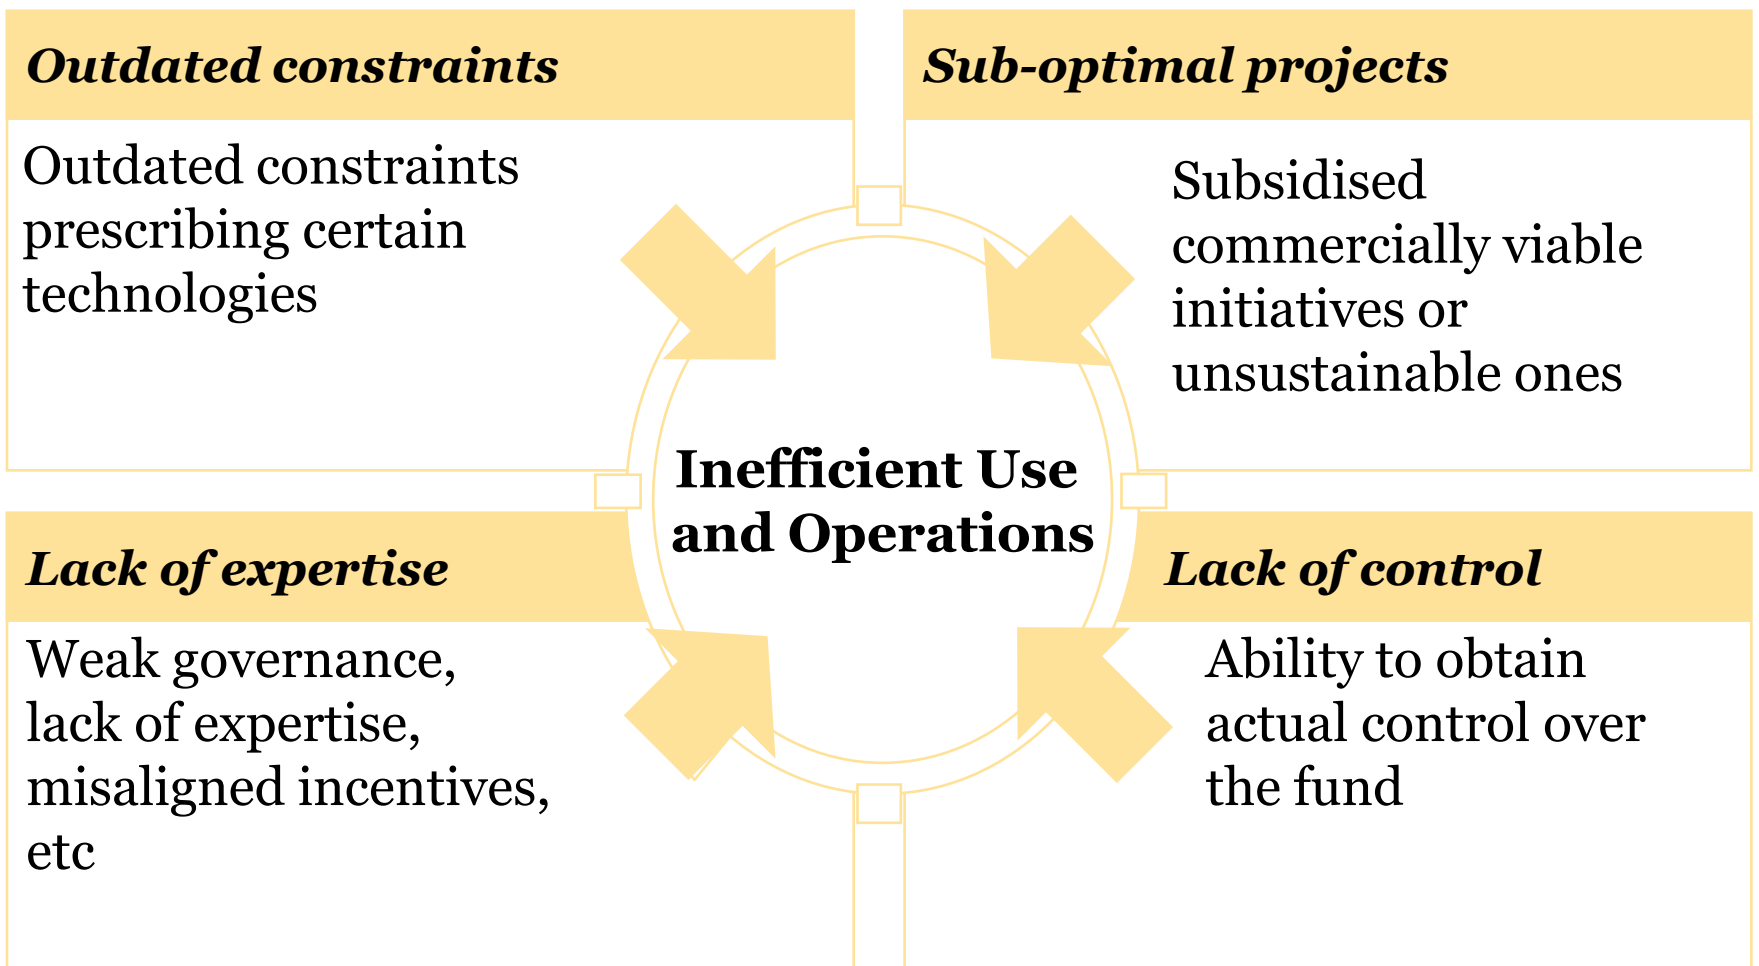 Outdated constraints
Outdated constraints
prescribing certain
technologies
Sub-optimal projects
Subsidised
commercially viable
initiatives or
unsustainable ones
Inefficient Use
and Operations
Lack of expertise
Weak governance,
lack of expertise,
misaligned incentives,
etc
Lack of control
Ability to obtain
actual control over
the fund